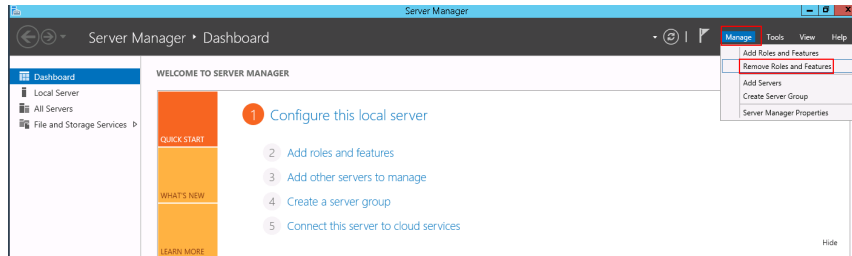 Server Manager
Server Manager • Dashboard
Manage Tools View Help
Add Roles and Features
Remove Roles and Features
Add Servers
Create Server Group
Server Manager Properties
Dashboard
Local Server
All Servers
File and Storage Services
WELCOME TO SERVER MANAGER
QUICK START
WHAT'S NEW
LEARN MORE
1 Configure this local server
2 Add roles and features
3 Add other servers to manage
4 Create a server group
5 Connect this server to cloud services
Hide